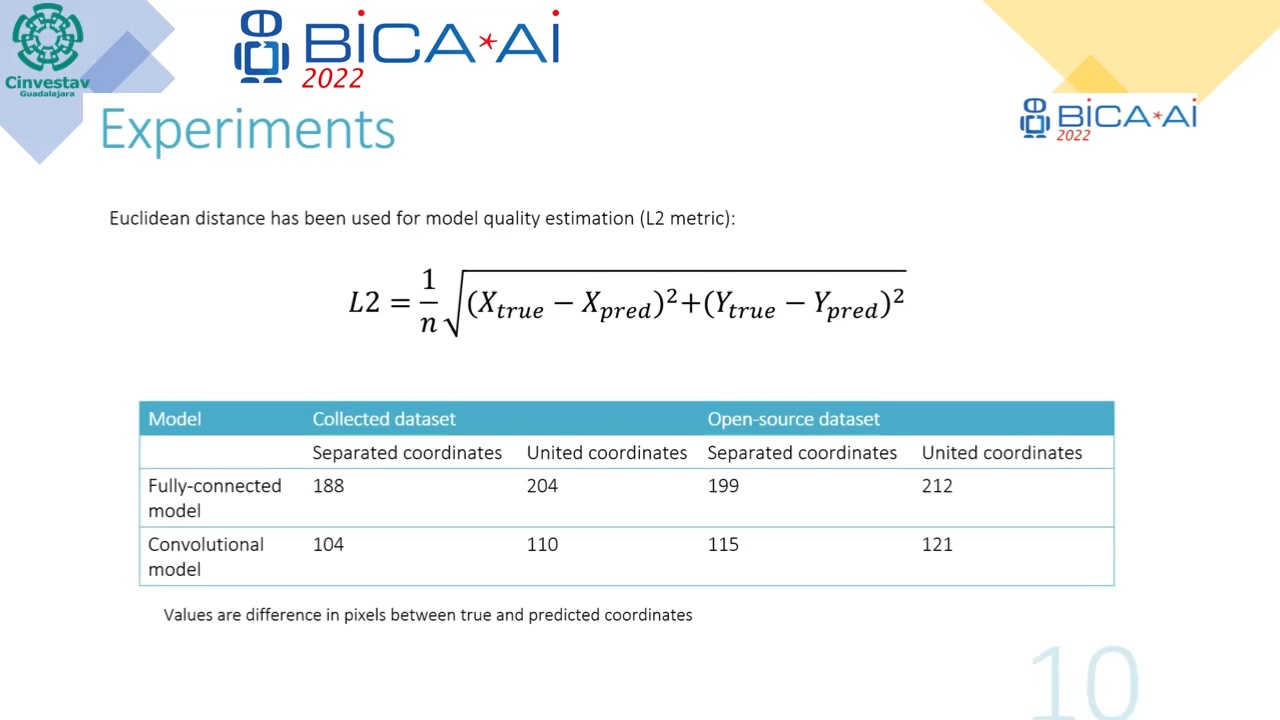 Cinvestav
Guadalajara
BiCA*Ai
2022
Experiments
BiCA*Ai
2022
Euclidean distance has been used for model quality estimation (L2 metric):
L2 = 1/n √(X_true − X_pred)²+(Y_true − Y_pred)²
Model Collected dataset Open-source dataset
Separated coordinates United coordinates Separated coordinates United coordinates
Fully-connected model 188 204 199 212
Convolutional model 104 110 115 121
Values are difference in pixels between true and predicted coordinates
10